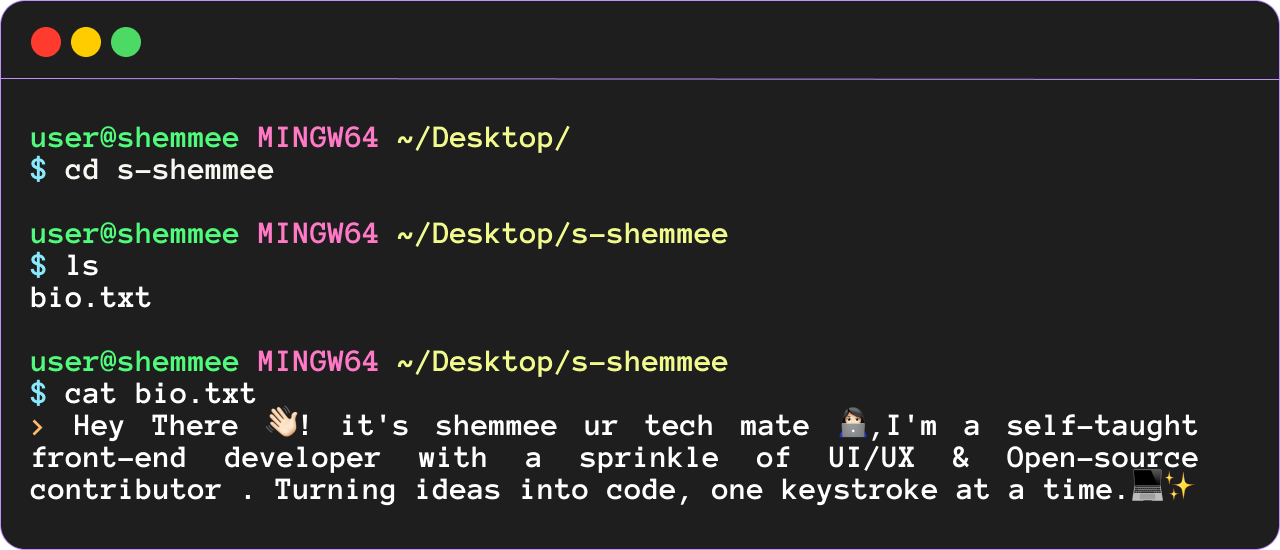 user@shemmee MINGW64 ~/Desktop/
$ cd s-shemmee
user@shemmee MINGW64 ~/Desktop/s-shemmee
$ ls
bio.txt
user@shemmee MINGW64 ~/Desktop/s-shemmee
$ cat bio.txt
› Hey There 👋🏻! it's shemmee ur tech mate 👩🏻‍💻,I'm a self-taught
front-end developer with a sprinkle of UI/UX & Open-source
contributor . Turning ideas into code, one keystroke at a time.💻✨